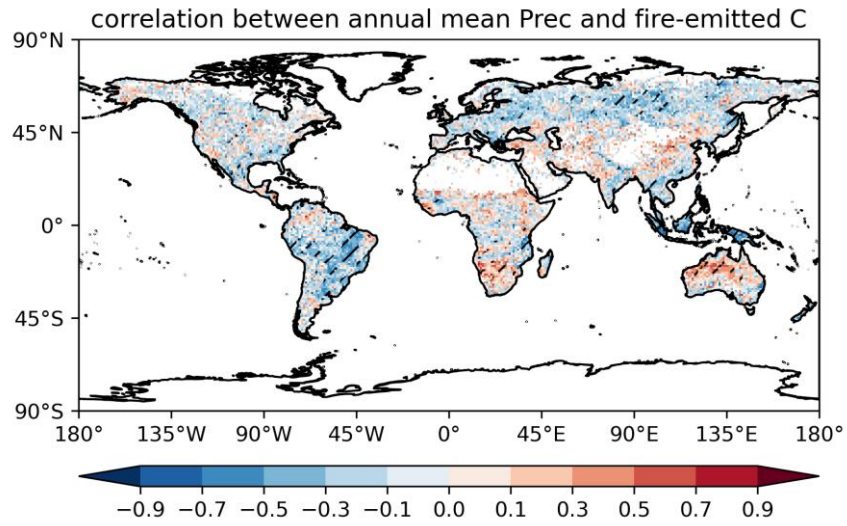 correlation between annual mean Prec and fire-emitted C
90°N
45°N
0°
45°S
90°S
180° 135°W 90°W 45°W 0° 45°E 90°E 135°E 180°
−0.9 −0.7 −0.5 −0.3 −0.1 0.0 0.1 0.3 0.5 0.7 0.9